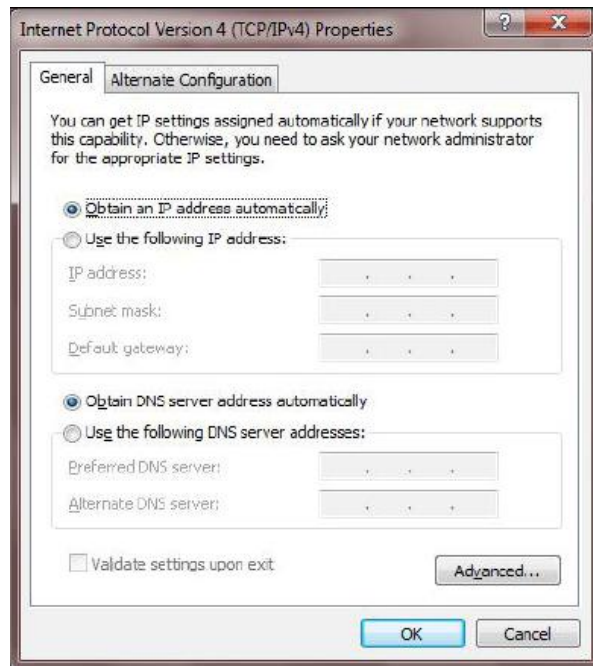 Internet Protocol Version 4 (TCP/IPv4) Properties
General
Alternate Configuration
You can get IP settings assigned automatically if your network supports
this capability. Otherwise, you need to ask your network administrator
for the appropriate IP settings.
Obtain an IP address automatically
Use the following IP address:
IP address:
Subnet mask:
Default gateway:
Obtain DNS server address automatically
Use the following DNS server addresses:
Preferred DNS server:
Alternate DNS server:
Validate settings upon exit
Advanced...
OK
Cancel